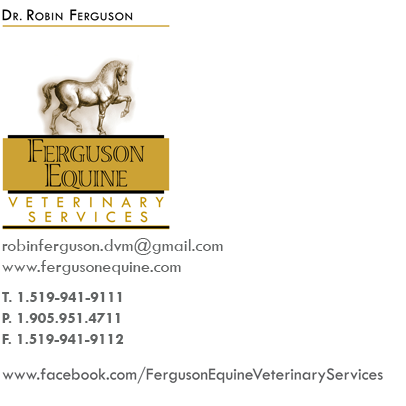 Dr. Robin Ferguson
Ferguson
Equine
VETERINARY
SERVICES
robinferguson.dvm@gmail.com
www.fergusonequine.com
T. 1.519-941-9111
P. 1.905.951.4711
F. 1.519-941-9112
www.facebook.com/FergusonEquineVeterinaryServices